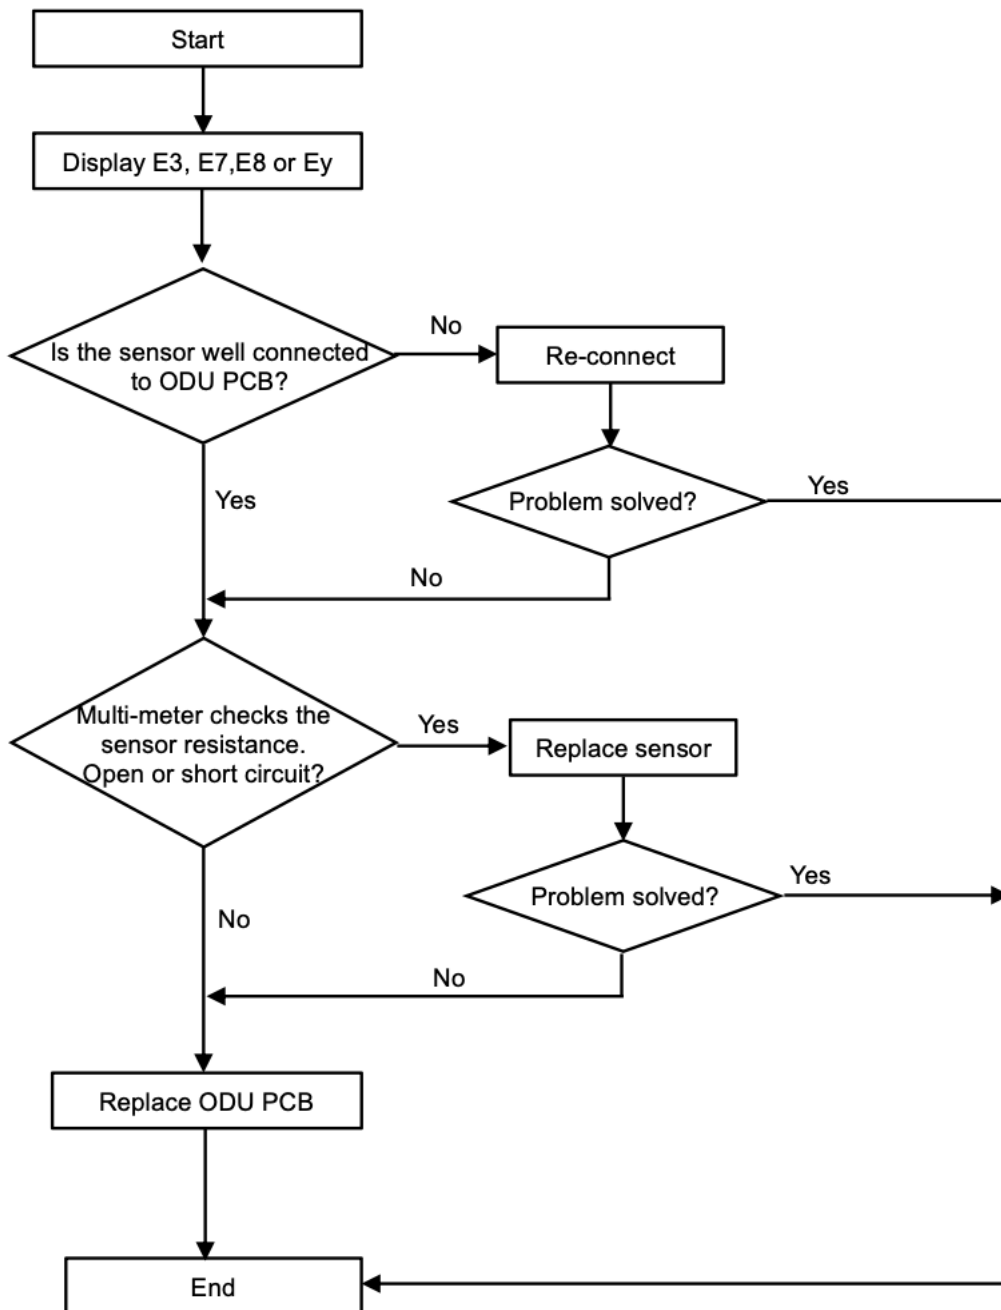 Start
Display E3, E7,E8 or Ey
Is the sensor well connected
to ODU PCB?
No
Re-connect
Yes
Problem solved?
Yes
No
Multi-meter checks the
sensor resistance.
Open or short circuit?
Yes
Replace sensor
No
Problem solved?
Yes
No
Replace ODU PCB
End